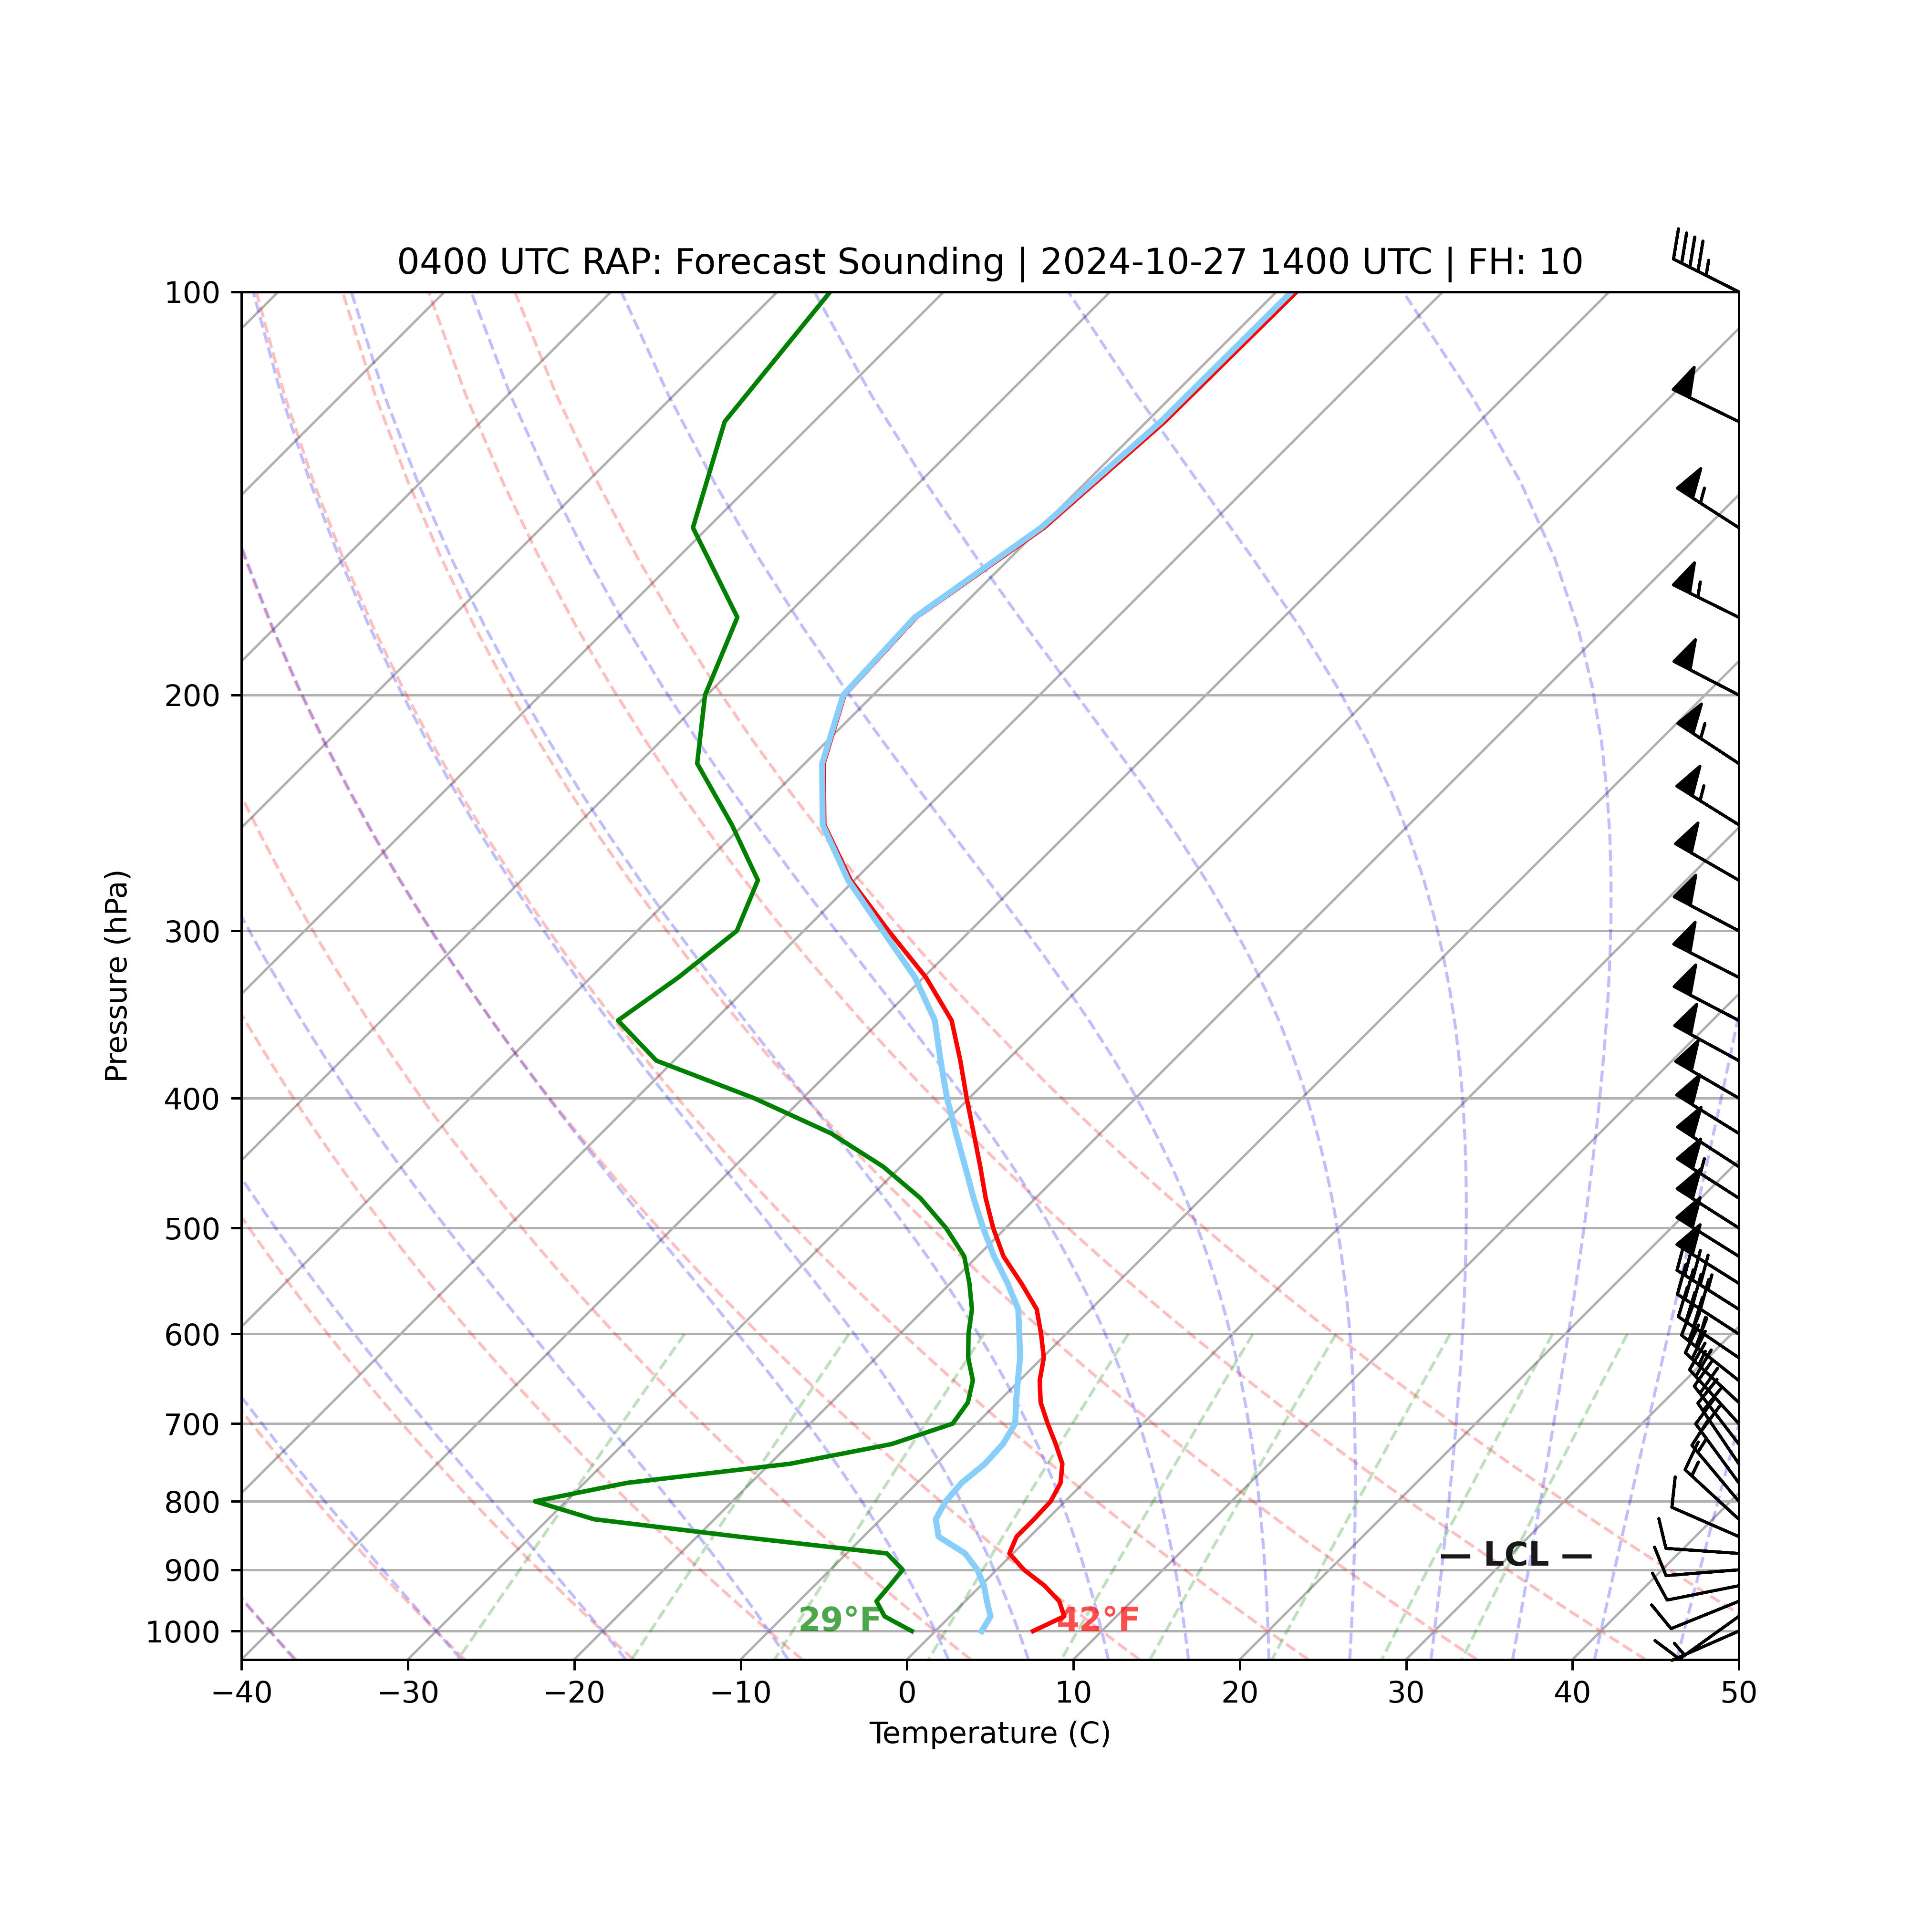 0400 UTC RAP: Forecast Sounding | 2024-10-27 1400 UTC | FH: 10
100
200
300
400
500
600
700
800
900
1000
Pressure (hPa)
— LCL —
29°F
42°F
−40 −30 −20 −10 0 10 20 30 40 50
Temperature (C)